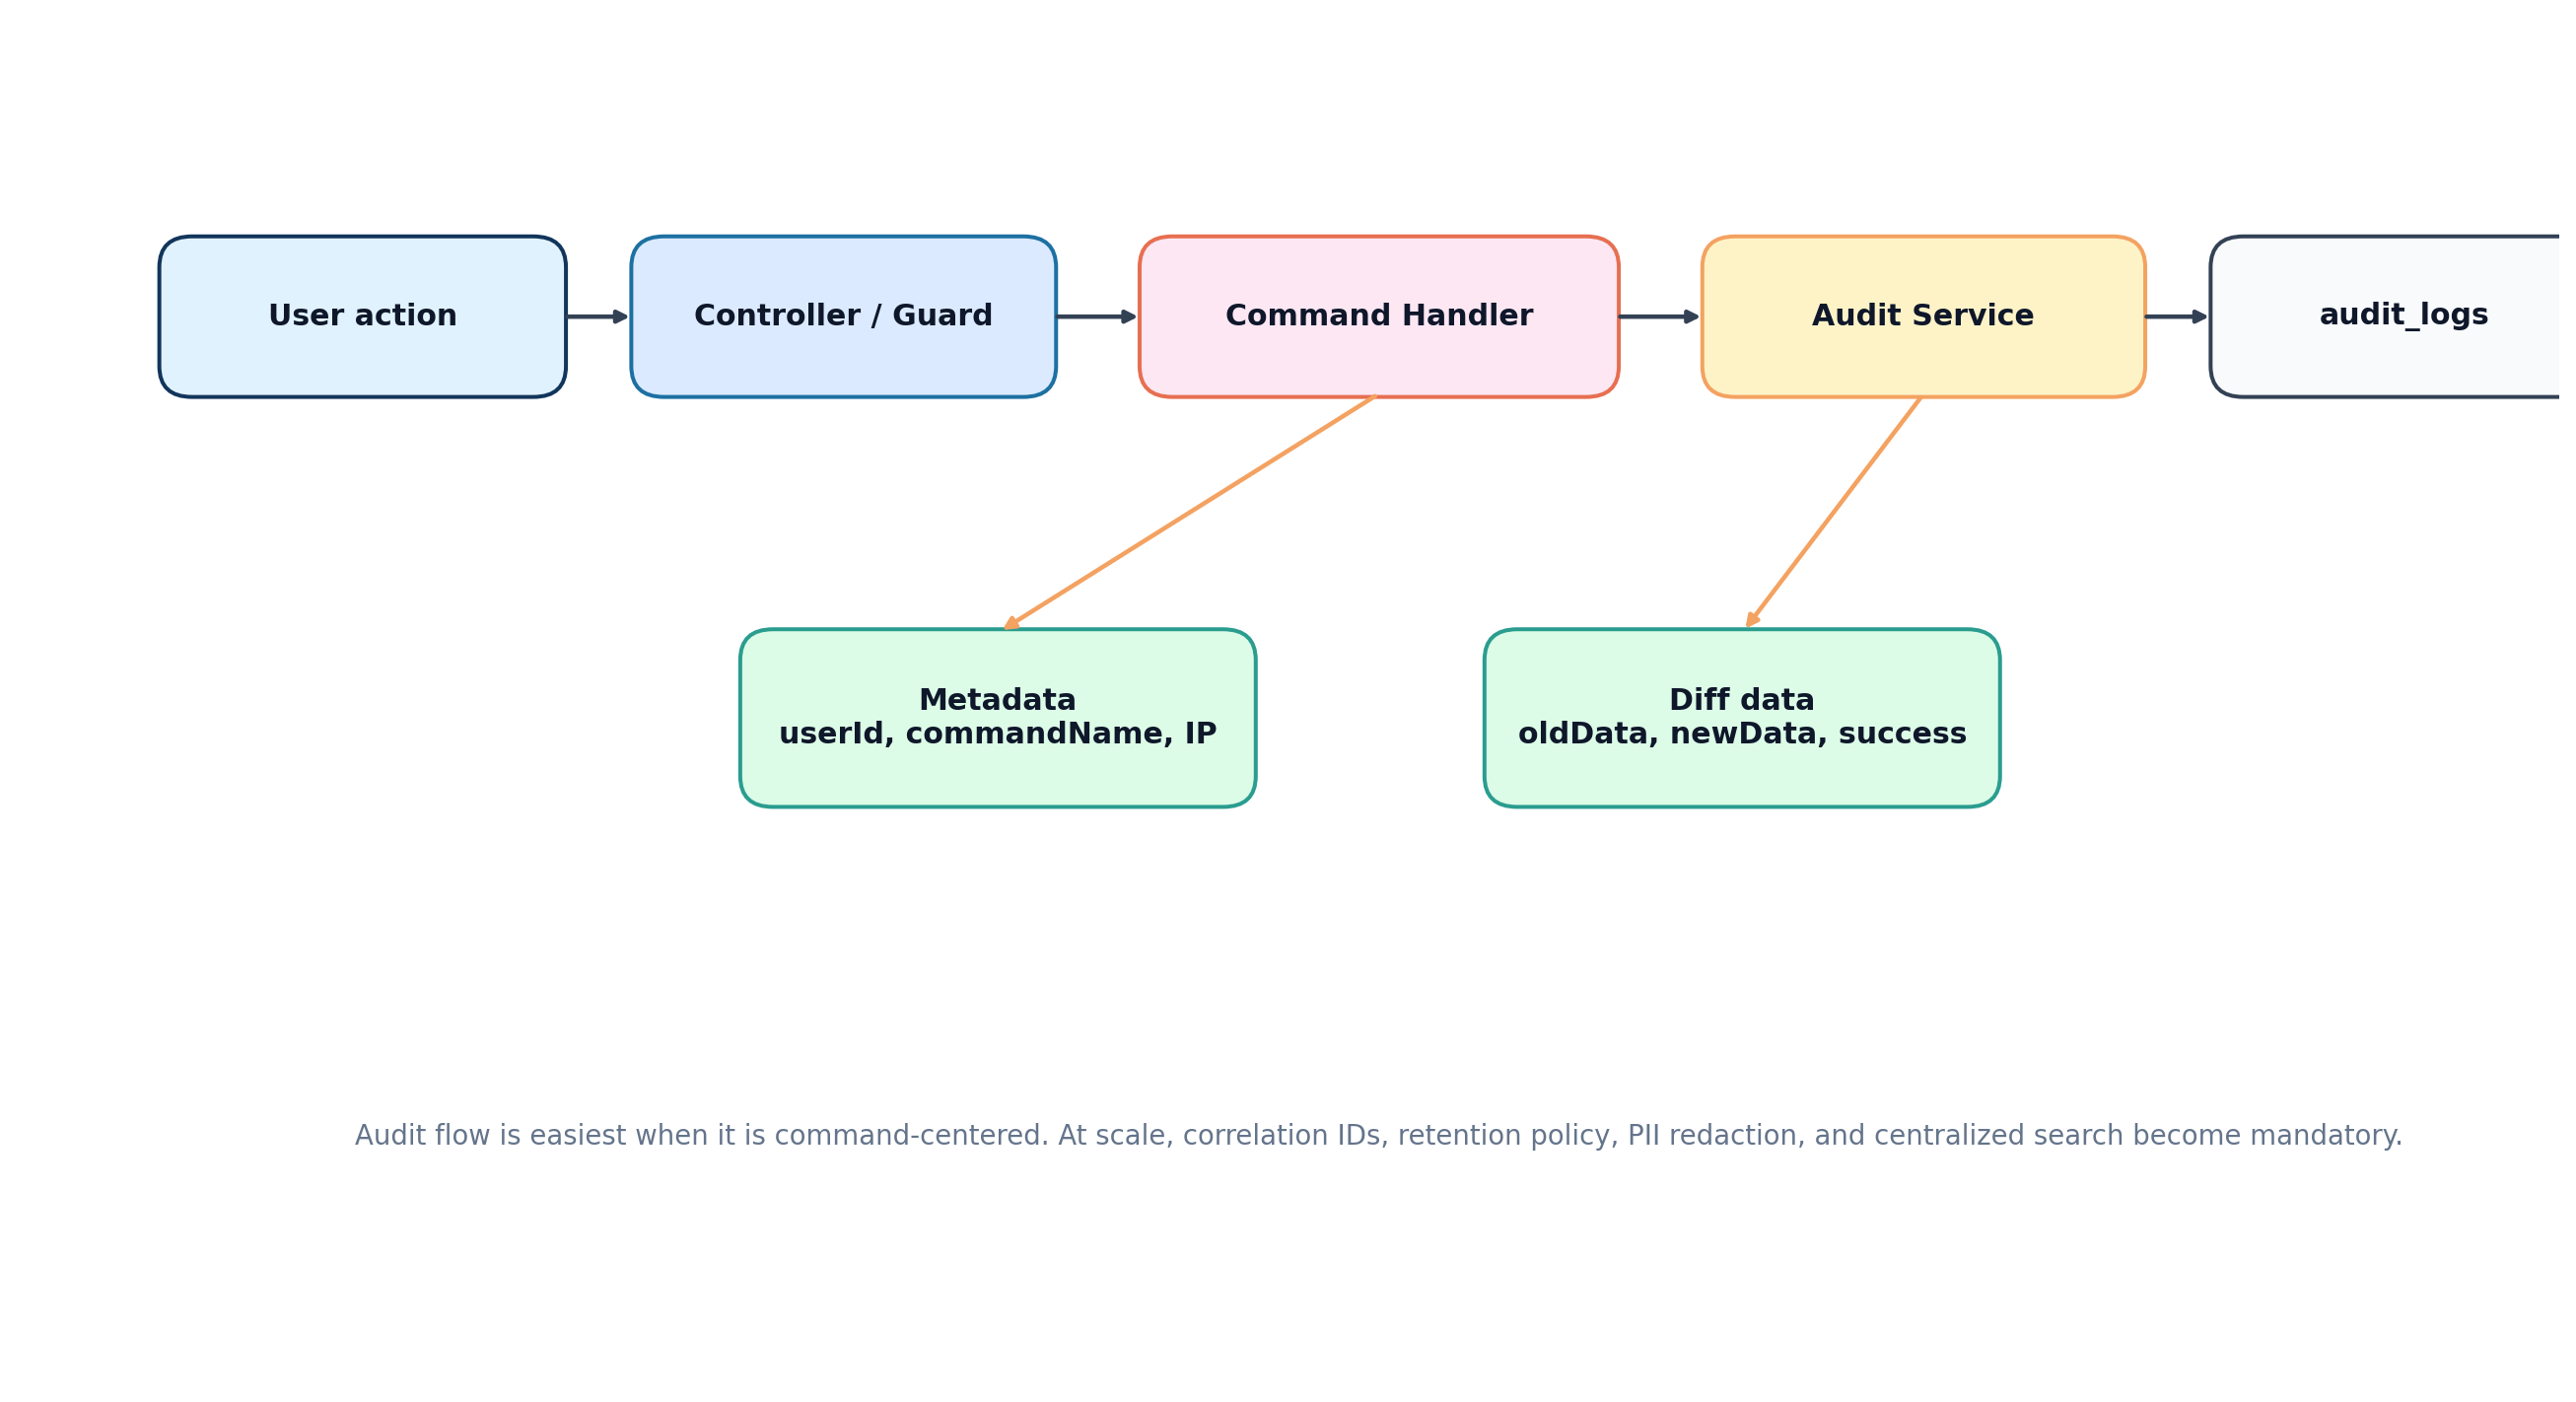 User action
Controller / Guard
Command Handler
Audit Service
audit_logs
Metadata
userId, commandName, IP
Diff data
oldData, newData, success
Audit flow is easiest when it is command-centered. At scale, correlation IDs, retention policy, PII redaction, and centralized search become mandatory.